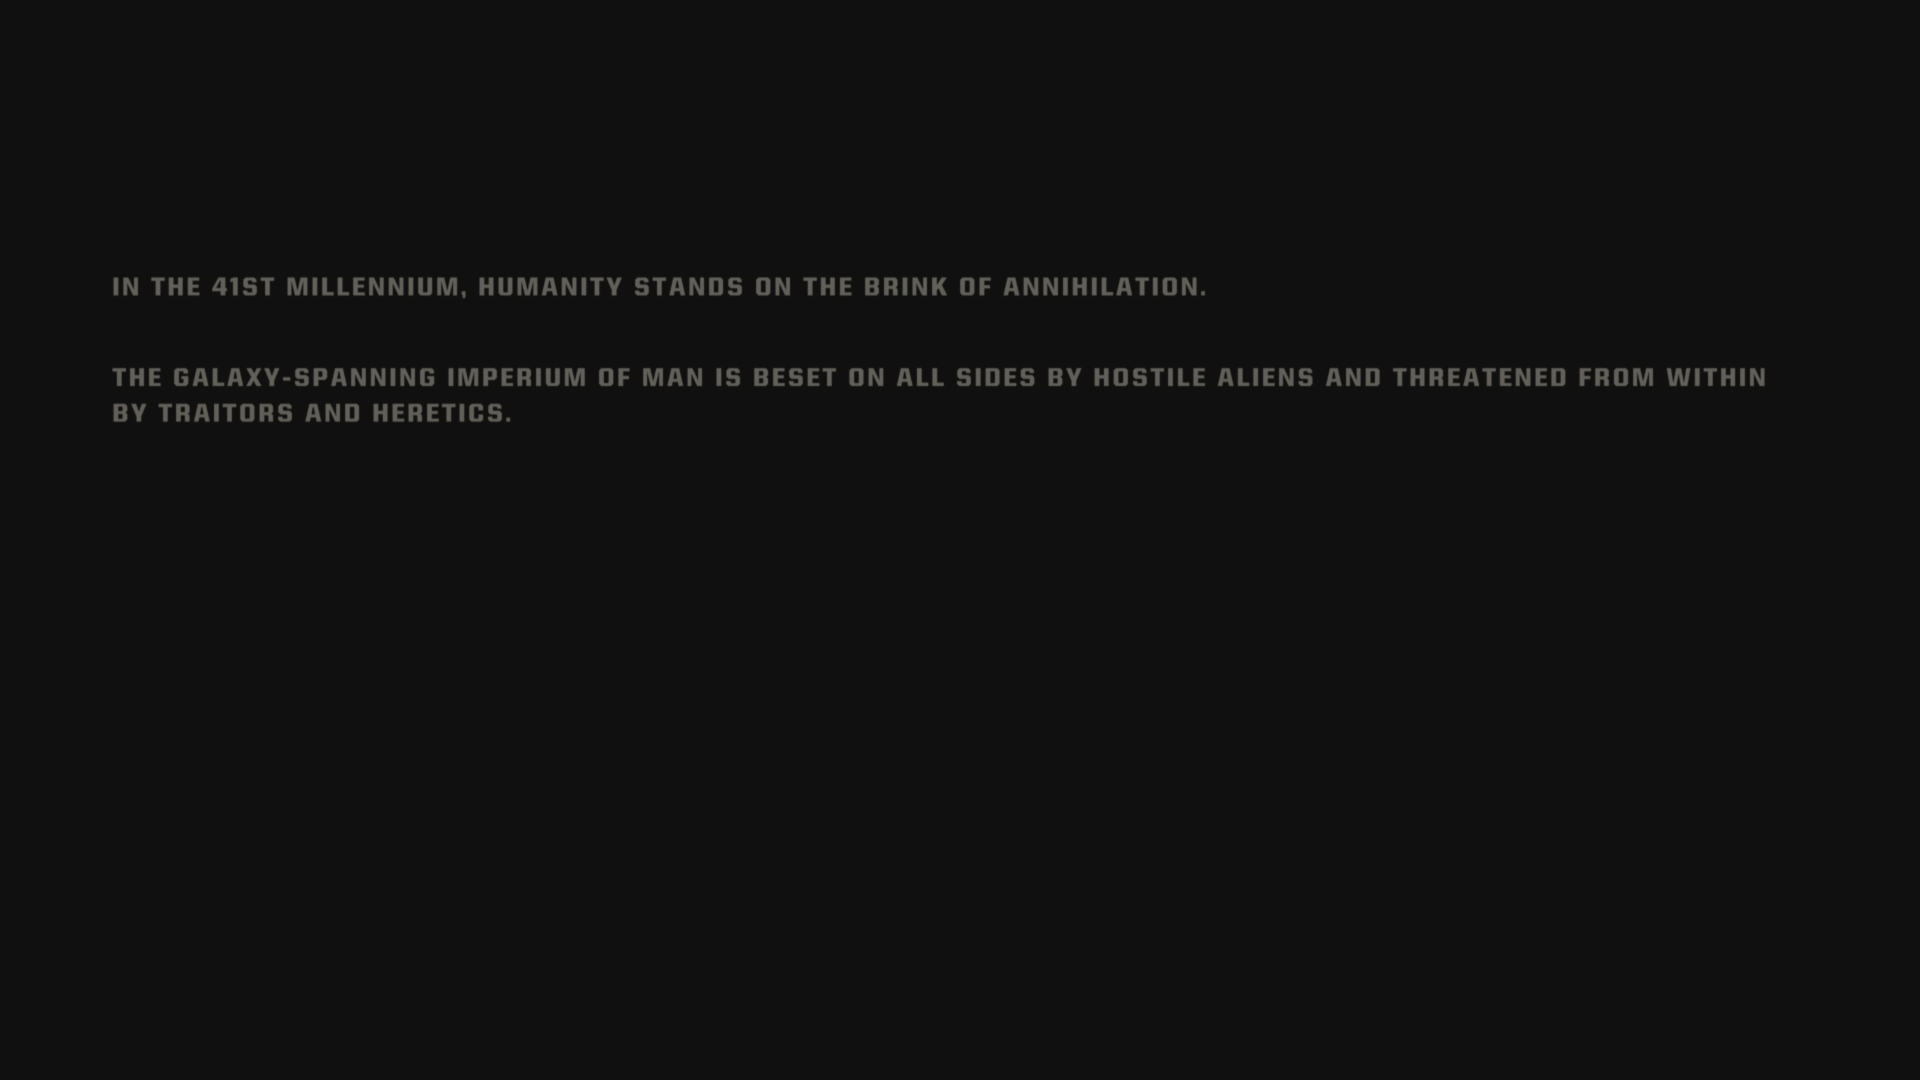 IN THE 41ST MILLENNIUM, HUMANITY STANDS ON THE BRINK OF ANNIHILATION.
THE GALAXY-SPANNING IMPERIUM OF MAN IS BESET ON ALL SIDES BY HOSTILE ALIENS AND THREATENED FROM WITHIN
BY TRAITORS AND HERETICS.